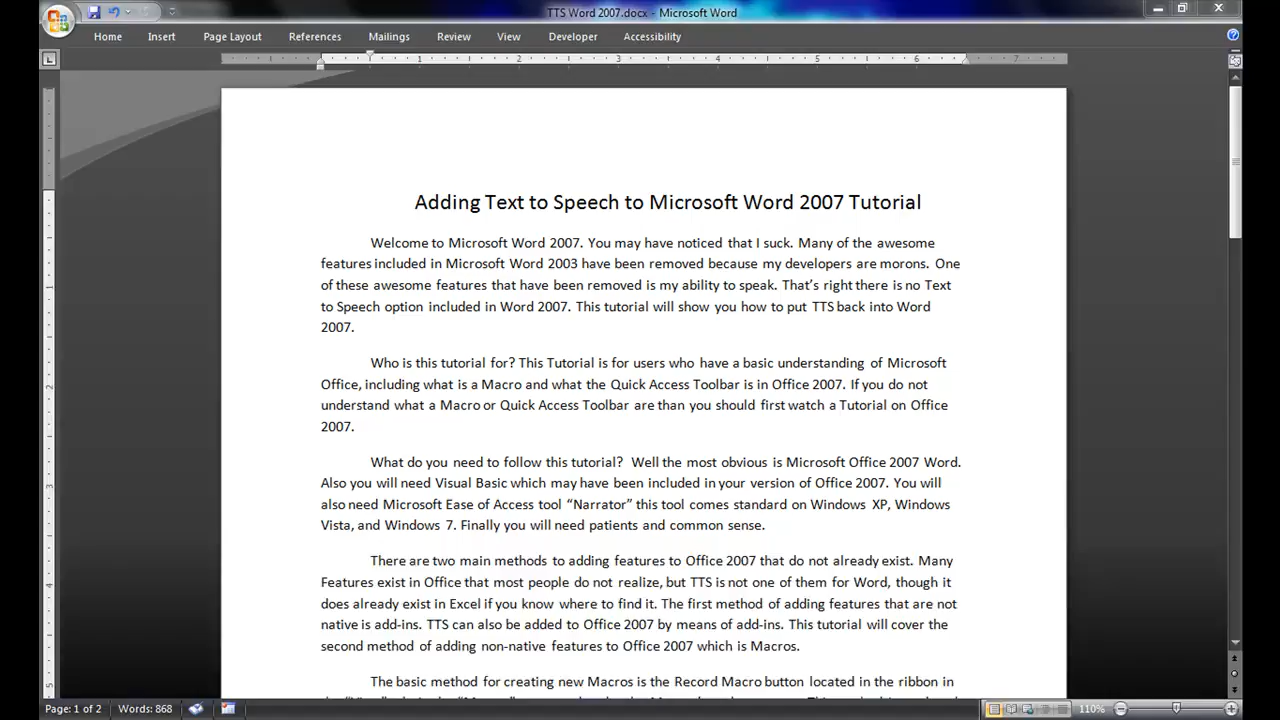 TTS Word 2007.docx - Microsoft Word
Home Insert Page Layout References Mailings Review View Developer Accessibility
1 1 2 3 4 5 6 7
Adding Text to Speech to Microsoft Word 2007 Tutorial
Welcome to Microsoft Word 2007. You may have noticed that I suck. Many of the awesome
features included in Microsoft Word 2003 have been removed because my developers are morons. One
of these awesome features that have been removed is my ability to speak. That's right there is no Text
to Speech option included in Word 2007. This tutorial will show you how to put TTS back into Word
2007.
Who is this tutorial for? This Tutorial is for users who have a basic understanding of Microsoft
Office, including what is a Macro and what the Quick Access Toolbar is in Office 2007. If you do not
understand what a Macro or Quick Access Toolbar are than you should first watch a Tutorial on Office
2007.
What do you need to follow this tutorial? Well the most obvious is Microsoft Office 2007 Word.
Also you will need Visual Basic which may have been included in your version of Office 2007. You will
also need Microsoft Ease of Access tool “Narrator” this tool comes standard on Windows XP, Windows
Vista, and Windows 7. Finally you will need patients and common sense.
There are two main methods to adding features to Office 2007 that do not already exist. Many
Features exist in Office that most people do not realize, but TTS is not one of them for Word, though it
does already exist in Excel if you know where to find it. The first method of adding features that are not
native is add-ins. TTS can also be added to Office 2007 by means of add-ins. This tutorial will cover the
second method of adding non-native features to Office 2007 which is Macros.
The basic method for creating new Macros is the Record Macro button located in the ribbon in
Page: 1 of 2 Words: 868 110%